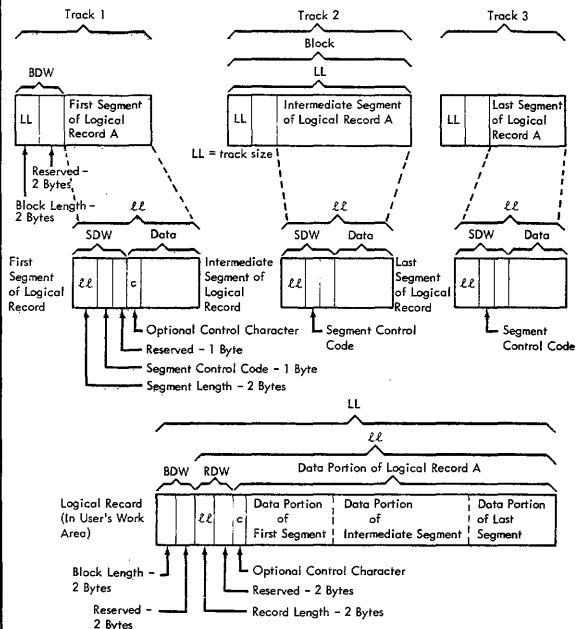 Track 1
Track 2
Track 3
Block
BDW
LL
LL
First Segment
of Logical
Record A
LL
Intermediate Segment
of Logical Record A
LL
Last Segment
of Logical
Record A
LL = track size
Reserved -
2 Bytes
Block Length -
2 Bytes
ℓℓ
ℓℓ
ℓℓ
SDW
Data
SDW
Data
SDW
Data
First
Segment
of Logical
Record
ℓℓ
c
Intermediate
Segment of
Logical
Record
ℓℓ
Last
Segment
of Logical
Record
ℓℓ
Optional Control Character
Reserved - 1 Byte
Segment Control Code - 1 Byte
Segment Length - 2 Bytes
Segment Control
Code
Segment
Control Code
LL
ℓℓ
BDW
RDW
Data Portion of Logical Record A
Logical Record
(In User's Work
Area)
ℓℓ
c
Data Portion
of
First Segment
Data Portion
of
Intermediate Segment
Data Portion
of Last
Segment
Block Length -
2 Bytes
Reserved -
2 Bytes
Optional Control Character
Reserved - 2 Bytes
Record Length - 2 Bytes